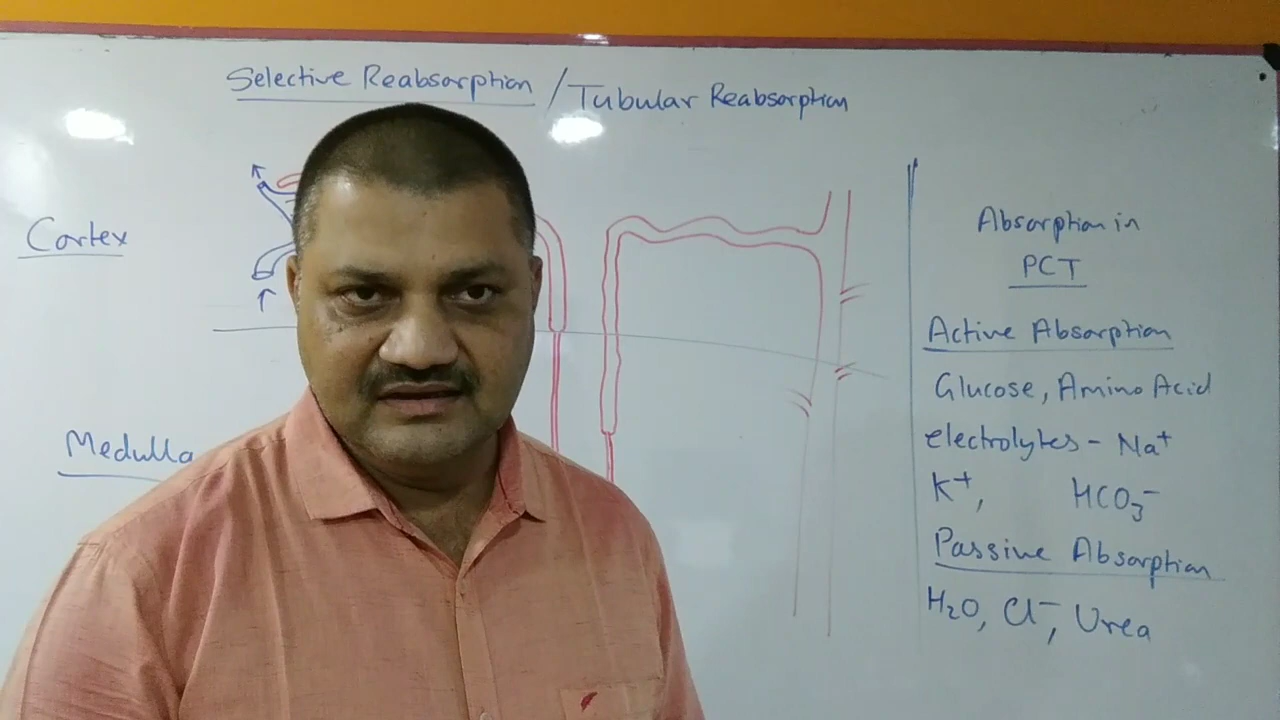 Selective Reabsorption / Tubular Reabsorption
Cortex
Medulla
Absorption in
PCT
Active Absorption
Glucose, Amino Acid
electrolytes - Na⁺
K⁺, HCO₃⁻
Passive Absorption
H₂O, Cl⁻, Urea